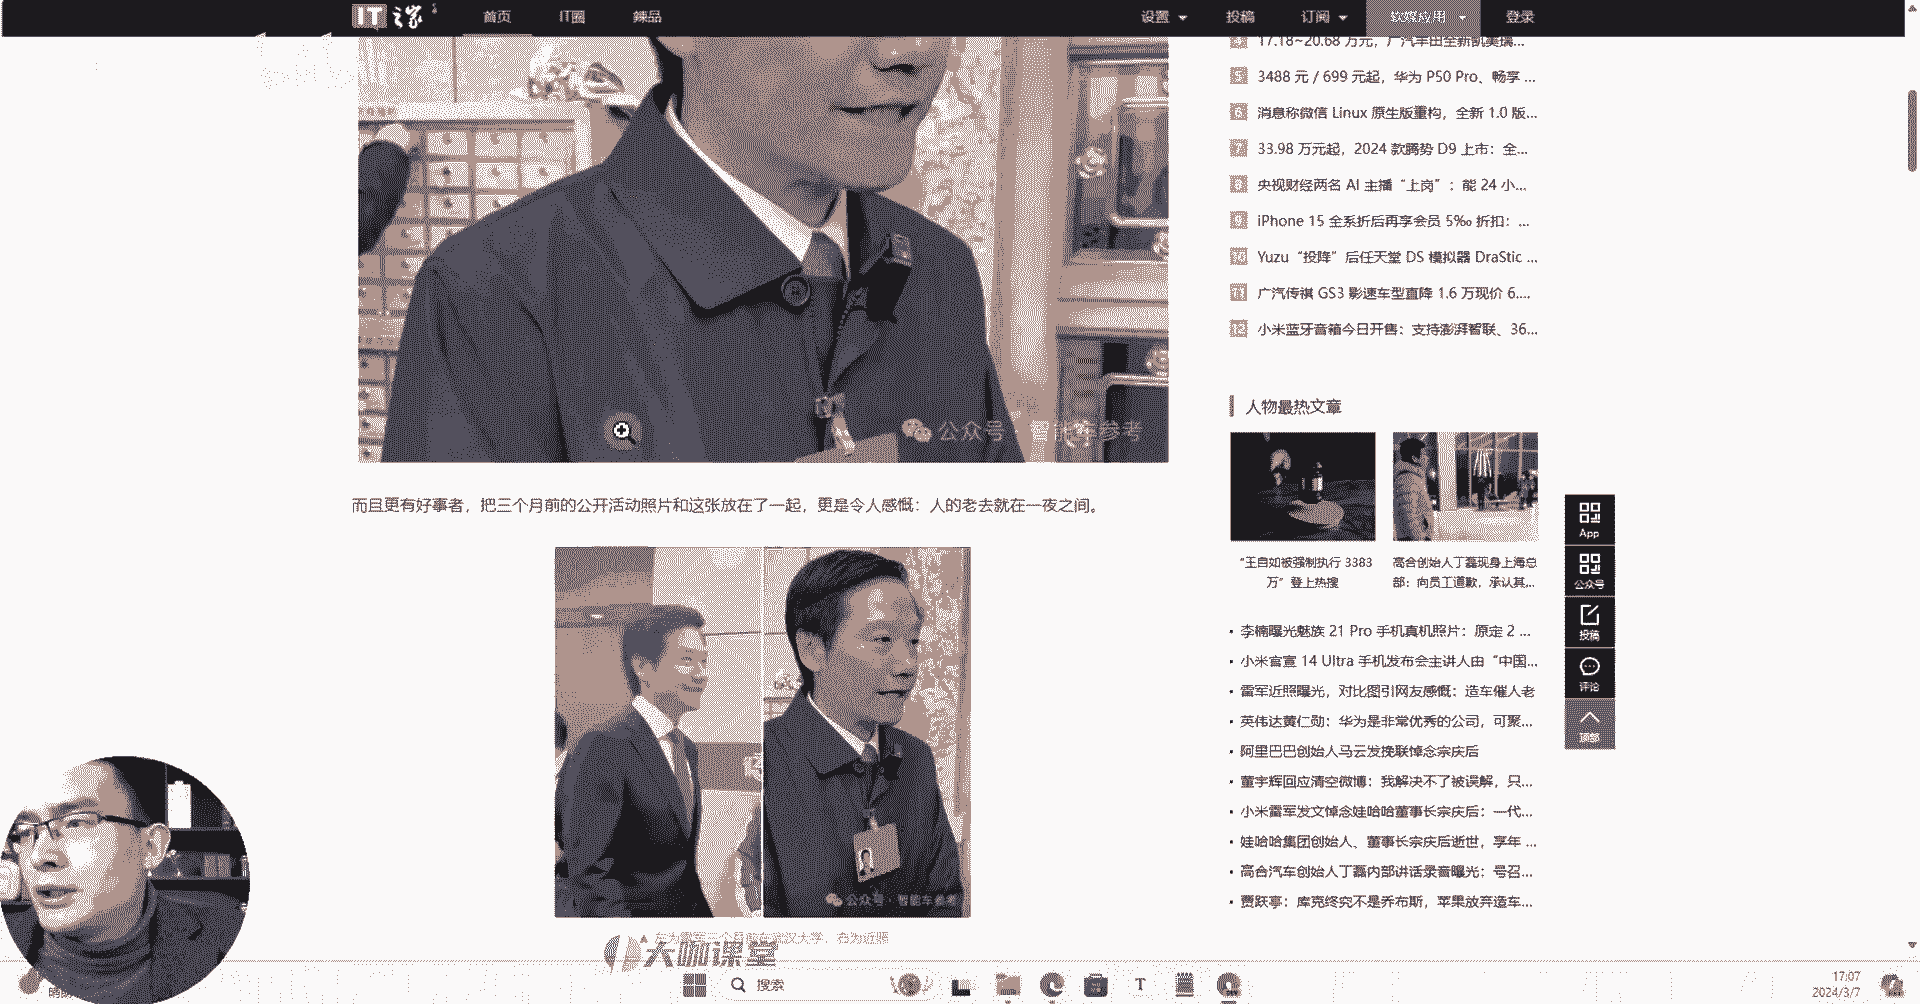 IT之家
首页
IT圈
辣品
设置
投稿
订阅
软媒应用
登录
17.18~20.68 万元，广汽丰田全新凯美瑞...
5 3488 元 / 699 元起，华为 P50 Pro、畅享 ...
6 消息称微信 Linux 原生版重构，全新 1.0 版...
7 33.98 万元起，2024 款腾势 D9 上市：全...
8 央视财经两名 AI 主播“上岗”：能 24 小...
9 iPhone 15 全系折后再享会员 5‰ 折扣：...
10 Yuzu“投降”后任天堂 DS 模拟器 DraStic ...
11 广汽传祺 GS3 影速车型直降 1.6 万现价 6....
12 小米蓝牙音箱今日开售：支持澎湃智联、36...
公众号 · 智能车参考
而且更有好事者，把三个月前的公开活动照片和这张放在了一起，更是令人感慨：人的老去就在一夜之间。
公众号 · 智能车参考
▲ 左为雷军三个月前在武汉大学，右为近照
大咖课堂
人物最热文章
“王自如被强制执行 3383
万”登上热搜
高合创始人丁磊现身上海总
部：向员工道歉，承认其...
· 李楠曝光魅族 21 Pro 手机真机照片：原定 2 ...
· 小米官宣 14 Ultra 手机发布会主讲人由“中国...
· 雷军近照曝光，对比图引网友感慨：造车催人老
· 英伟达黄仁勋：华为是非常优秀的公司，可聚...
· 阿里巴巴创始人马云发挽联悼念宗庆后
· 董宇辉回应清空微博：我解决不了被误解，只...
· 小米雷军发文悼念娃哈哈董事长宗庆后：一代...
· 娃哈哈集团创始人、董事长宗庆后逝世，享年 ...
· 高合汽车创始人丁磊内部讲话录音曝光：号召...
· 贾跃亭：库克终究不是乔布斯，苹果放弃造车...
App
公众号
投稿
评论
顶部
搜索
T
17:07
2024/3/7